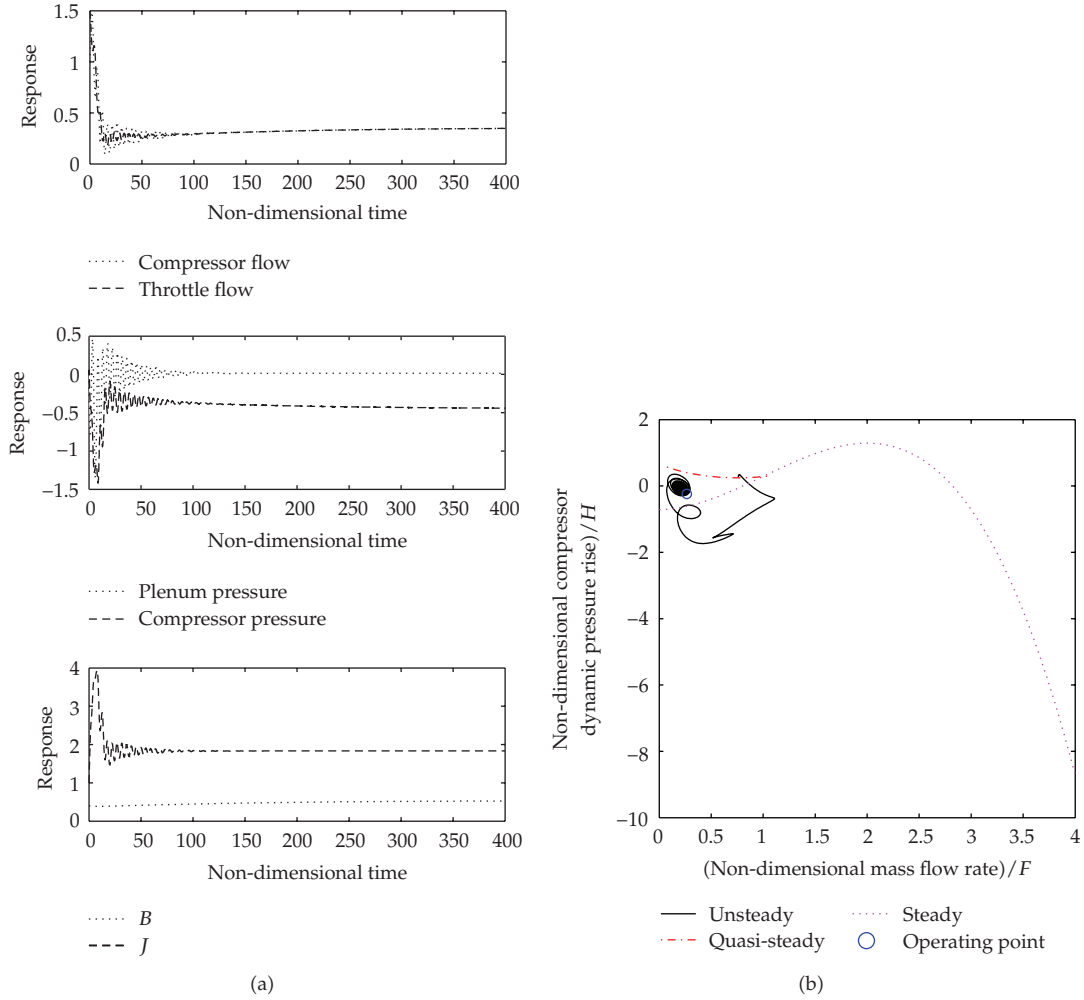 1.5
1
0.5
0
Response
0 50 100 150 200 250 300 350 400
Non-dimensional time
Compressor flow
Throttle flow
0.5
0
−0.5
−1
−1.5
Response
0 50 100 150 200 250 300 350 400
Non-dimensional time
Plenum pressure
Compressor pressure
4
3
2
1
0
Response
0 50 100 150 200 250 300 350 400
Non-dimensional time
B
J
(a)
2
0
−2
−4
−6
−8
−10
Non-dimensional compressor
dynamic pressure rise)/H
0 0.5 1 1.5 2 2.5 3 3.5 4
(Non-dimensional mass flow rate)/F
Unsteady
Quasi-steady
Steady
Operating point
(b)